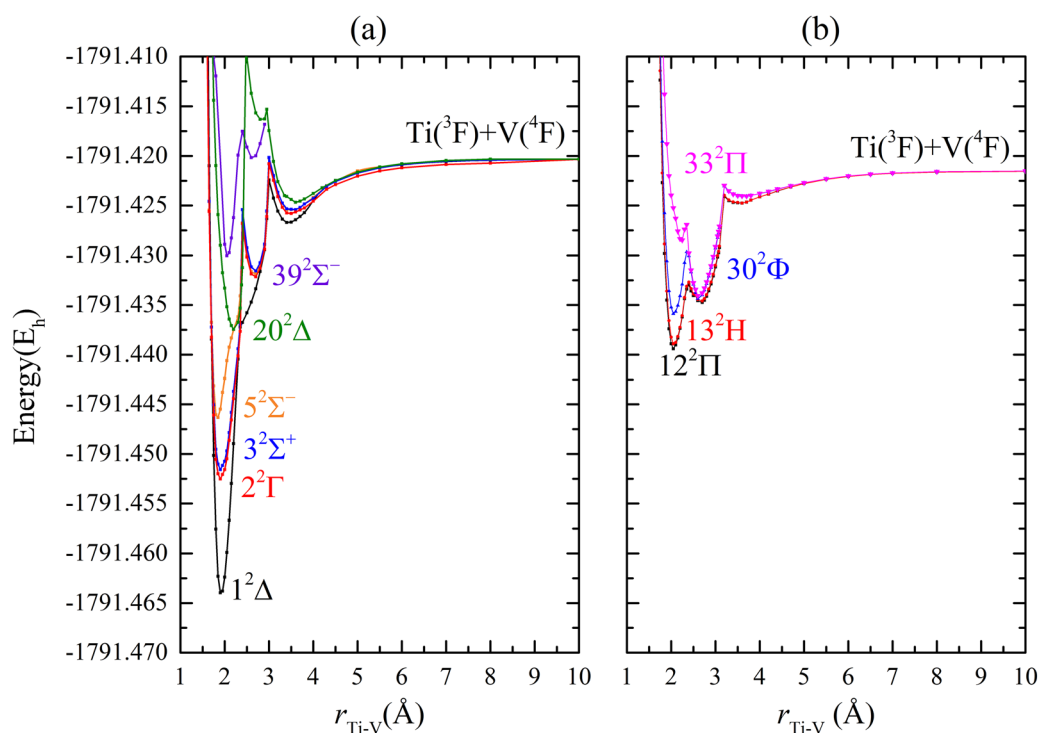 (a)
(b)
Energy(E_h)
-1791.410
-1791.415
-1791.420
-1791.425
-1791.430
-1791.435
-1791.440
-1791.445
-1791.450
-1791.455
-1791.460
-1791.465
-1791.470
Ti(³F)+V(⁴F)
39²Σ⁻
20²Δ
5²Σ⁻
3²Σ⁺
2²Γ
1²Δ
1 2 3 4 5 6 7 8 9 10
r_Ti-V(Å)
Ti(³F)+V(⁴F)
33²Π
30²Φ
13²H
12²Π
1 2 3 4 5 6 7 8 9 10
r_Ti-V(Å)